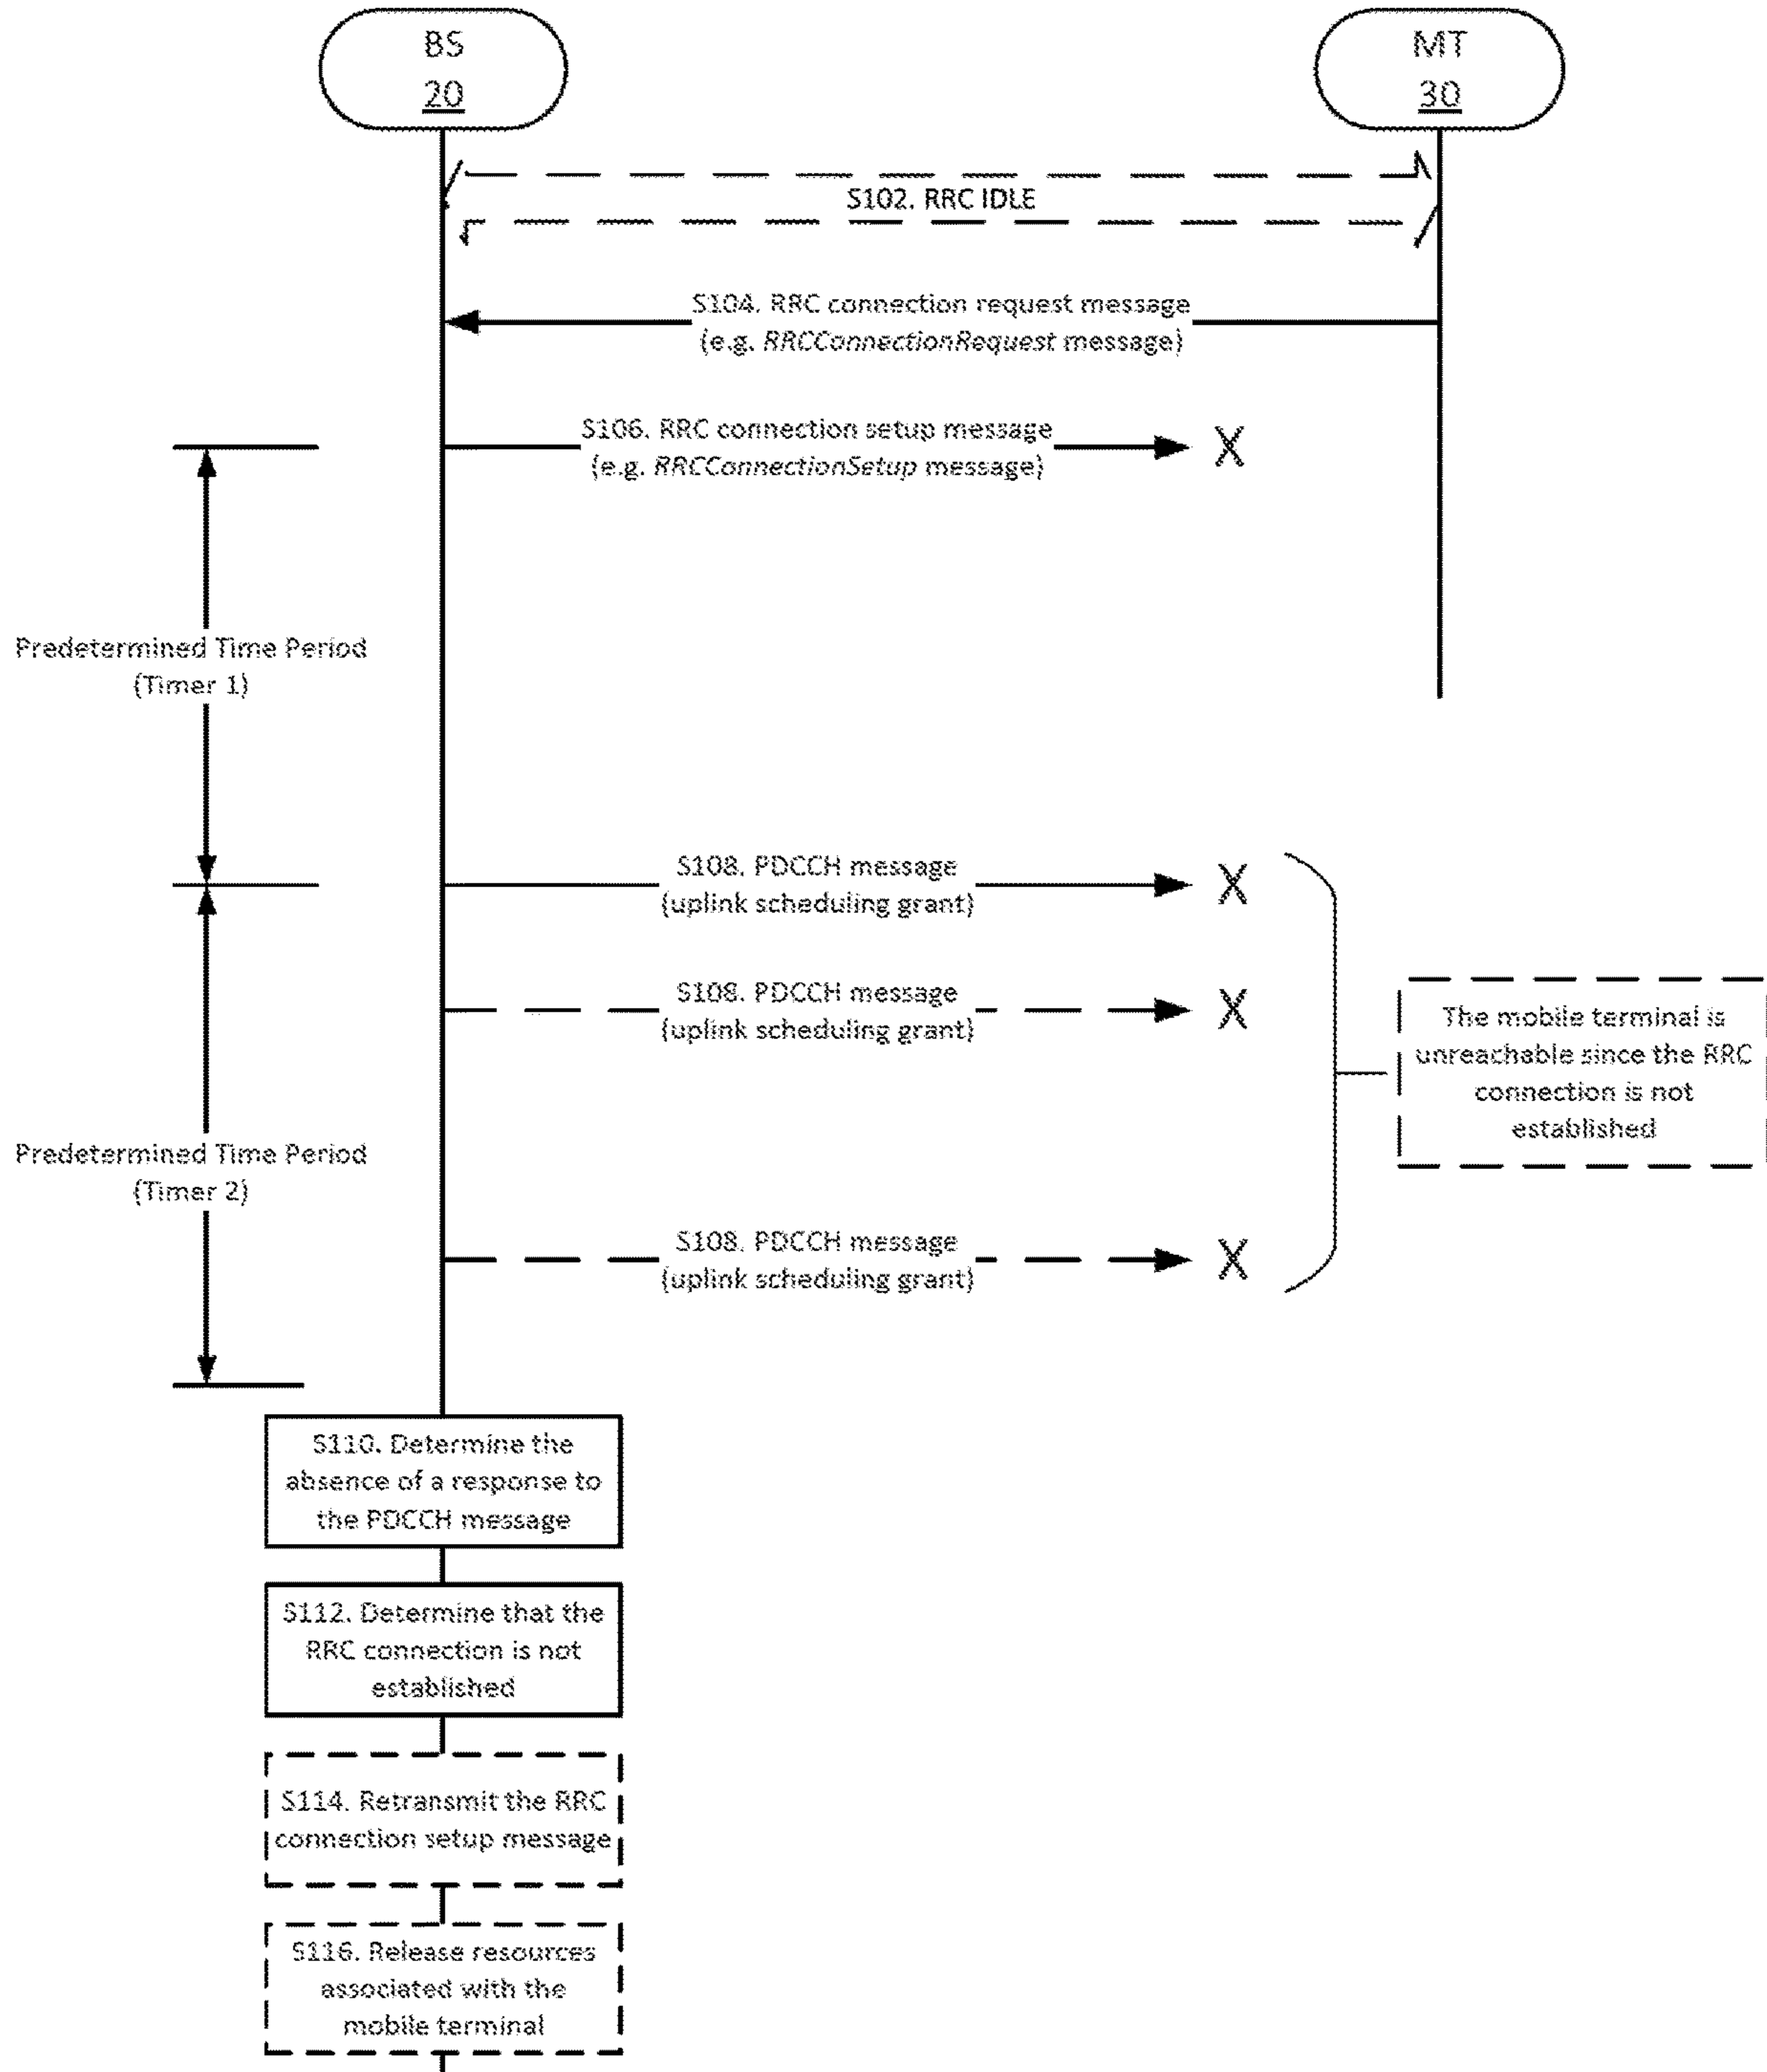 BS
20
MT
30
S102. RRC IDLE
S104. RRC connection request message
(e.g. RRCConnectionRequest message)
S106. RRC connection setup message
(e.g. RRCConnectionSetup message)
X
Predetermined Time Period
(Timer 1)
S108. PDCCH message
(uplink scheduling grant)
X
S108. PDCCH message
(uplink scheduling grant)
X
The mobile terminal is
unreachable since the RRC
connection is not
established
Predetermined Time Period
(Timer 2)
S108. PDCCH message
(uplink scheduling grant)
X
S110. Determine the
absence of a response to
the PDCCH message
S112. Determine that the
RRC connection is not
established
S114. Retransmit the RRC
connection setup message
S116. Release resources
associated with the
mobile terminal